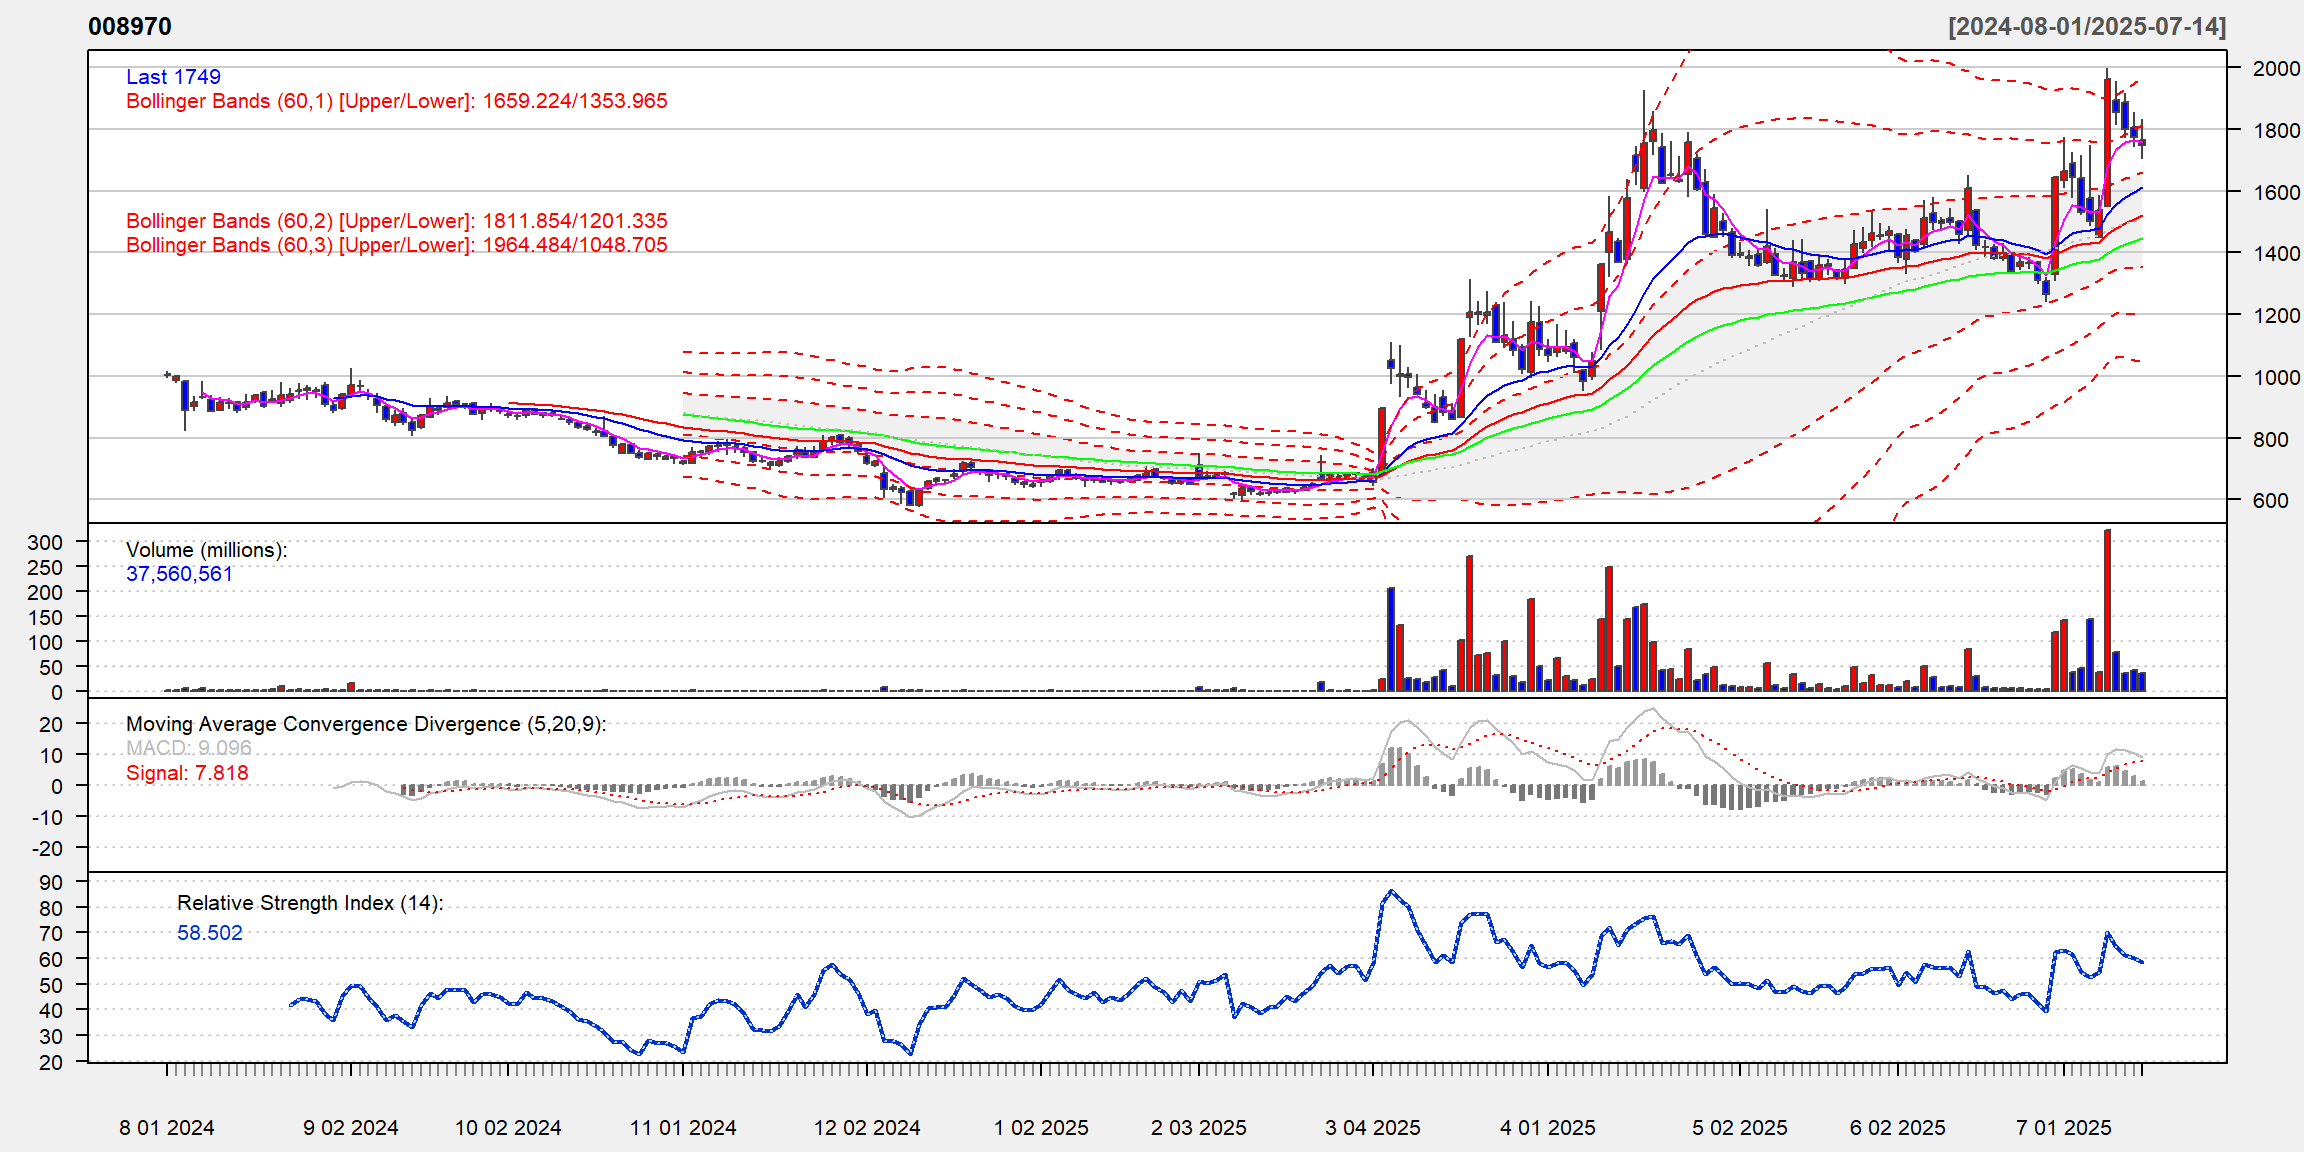 008970
[2024-08-01/2025-07-14]
Last 1749
Bollinger Bands (60,1) [Upper/Lower]: 1659.224/1353.965
Bollinger Bands (60,2) [Upper/Lower]: 1811.854/1201.335
Bollinger Bands (60,3) [Upper/Lower]: 1964.484/1048.705
2000
1800
1600
1400
1200
1000
800
600
Volume (millions):
37,560,561
300
250
200
150
100
50
0
Moving Average Convergence Divergence (5,20,9):
MACD: 9.096
Signal: 7.818
20
10
0
-10
-20
Relative Strength Index (14):
58.502
90
80
70
60
50
40
30
20
8 01 2024
9 02 2024
10 02 2024
11 01 2024
12 02 2024
1 02 2025
2 03 2025
3 04 2025
4 01 2025
5 02 2025
6 02 2025
7 01 2025